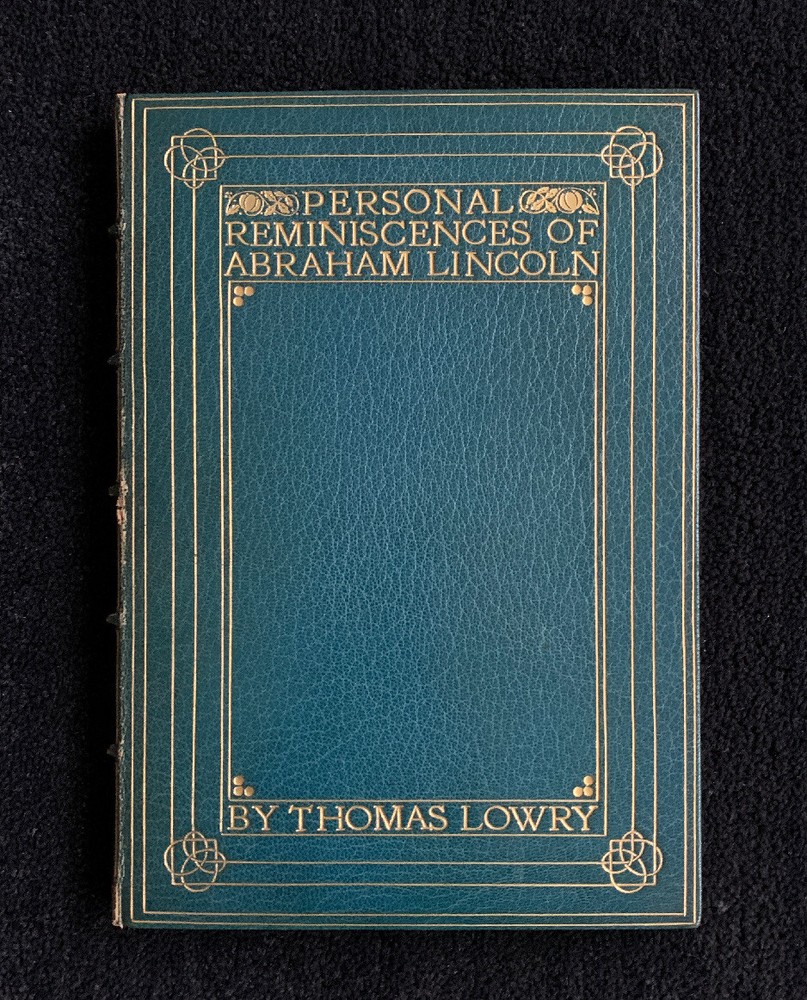 PERSONAL
REMINISCENCES OF
ABRAHAM LINCOLN
BY THOMAS LOWRY